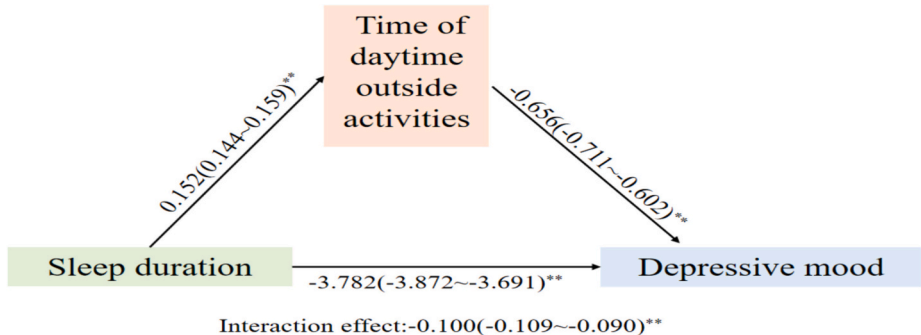 Time of
daytime
outside
activities
0.152(0.144~0.159)**
-0.656(-0.711~-0.602)**
Sleep duration
-3.782(-3.872~-3.691)**
Depressive mood
Interaction effect:-0.100(-0.109~-0.090)**